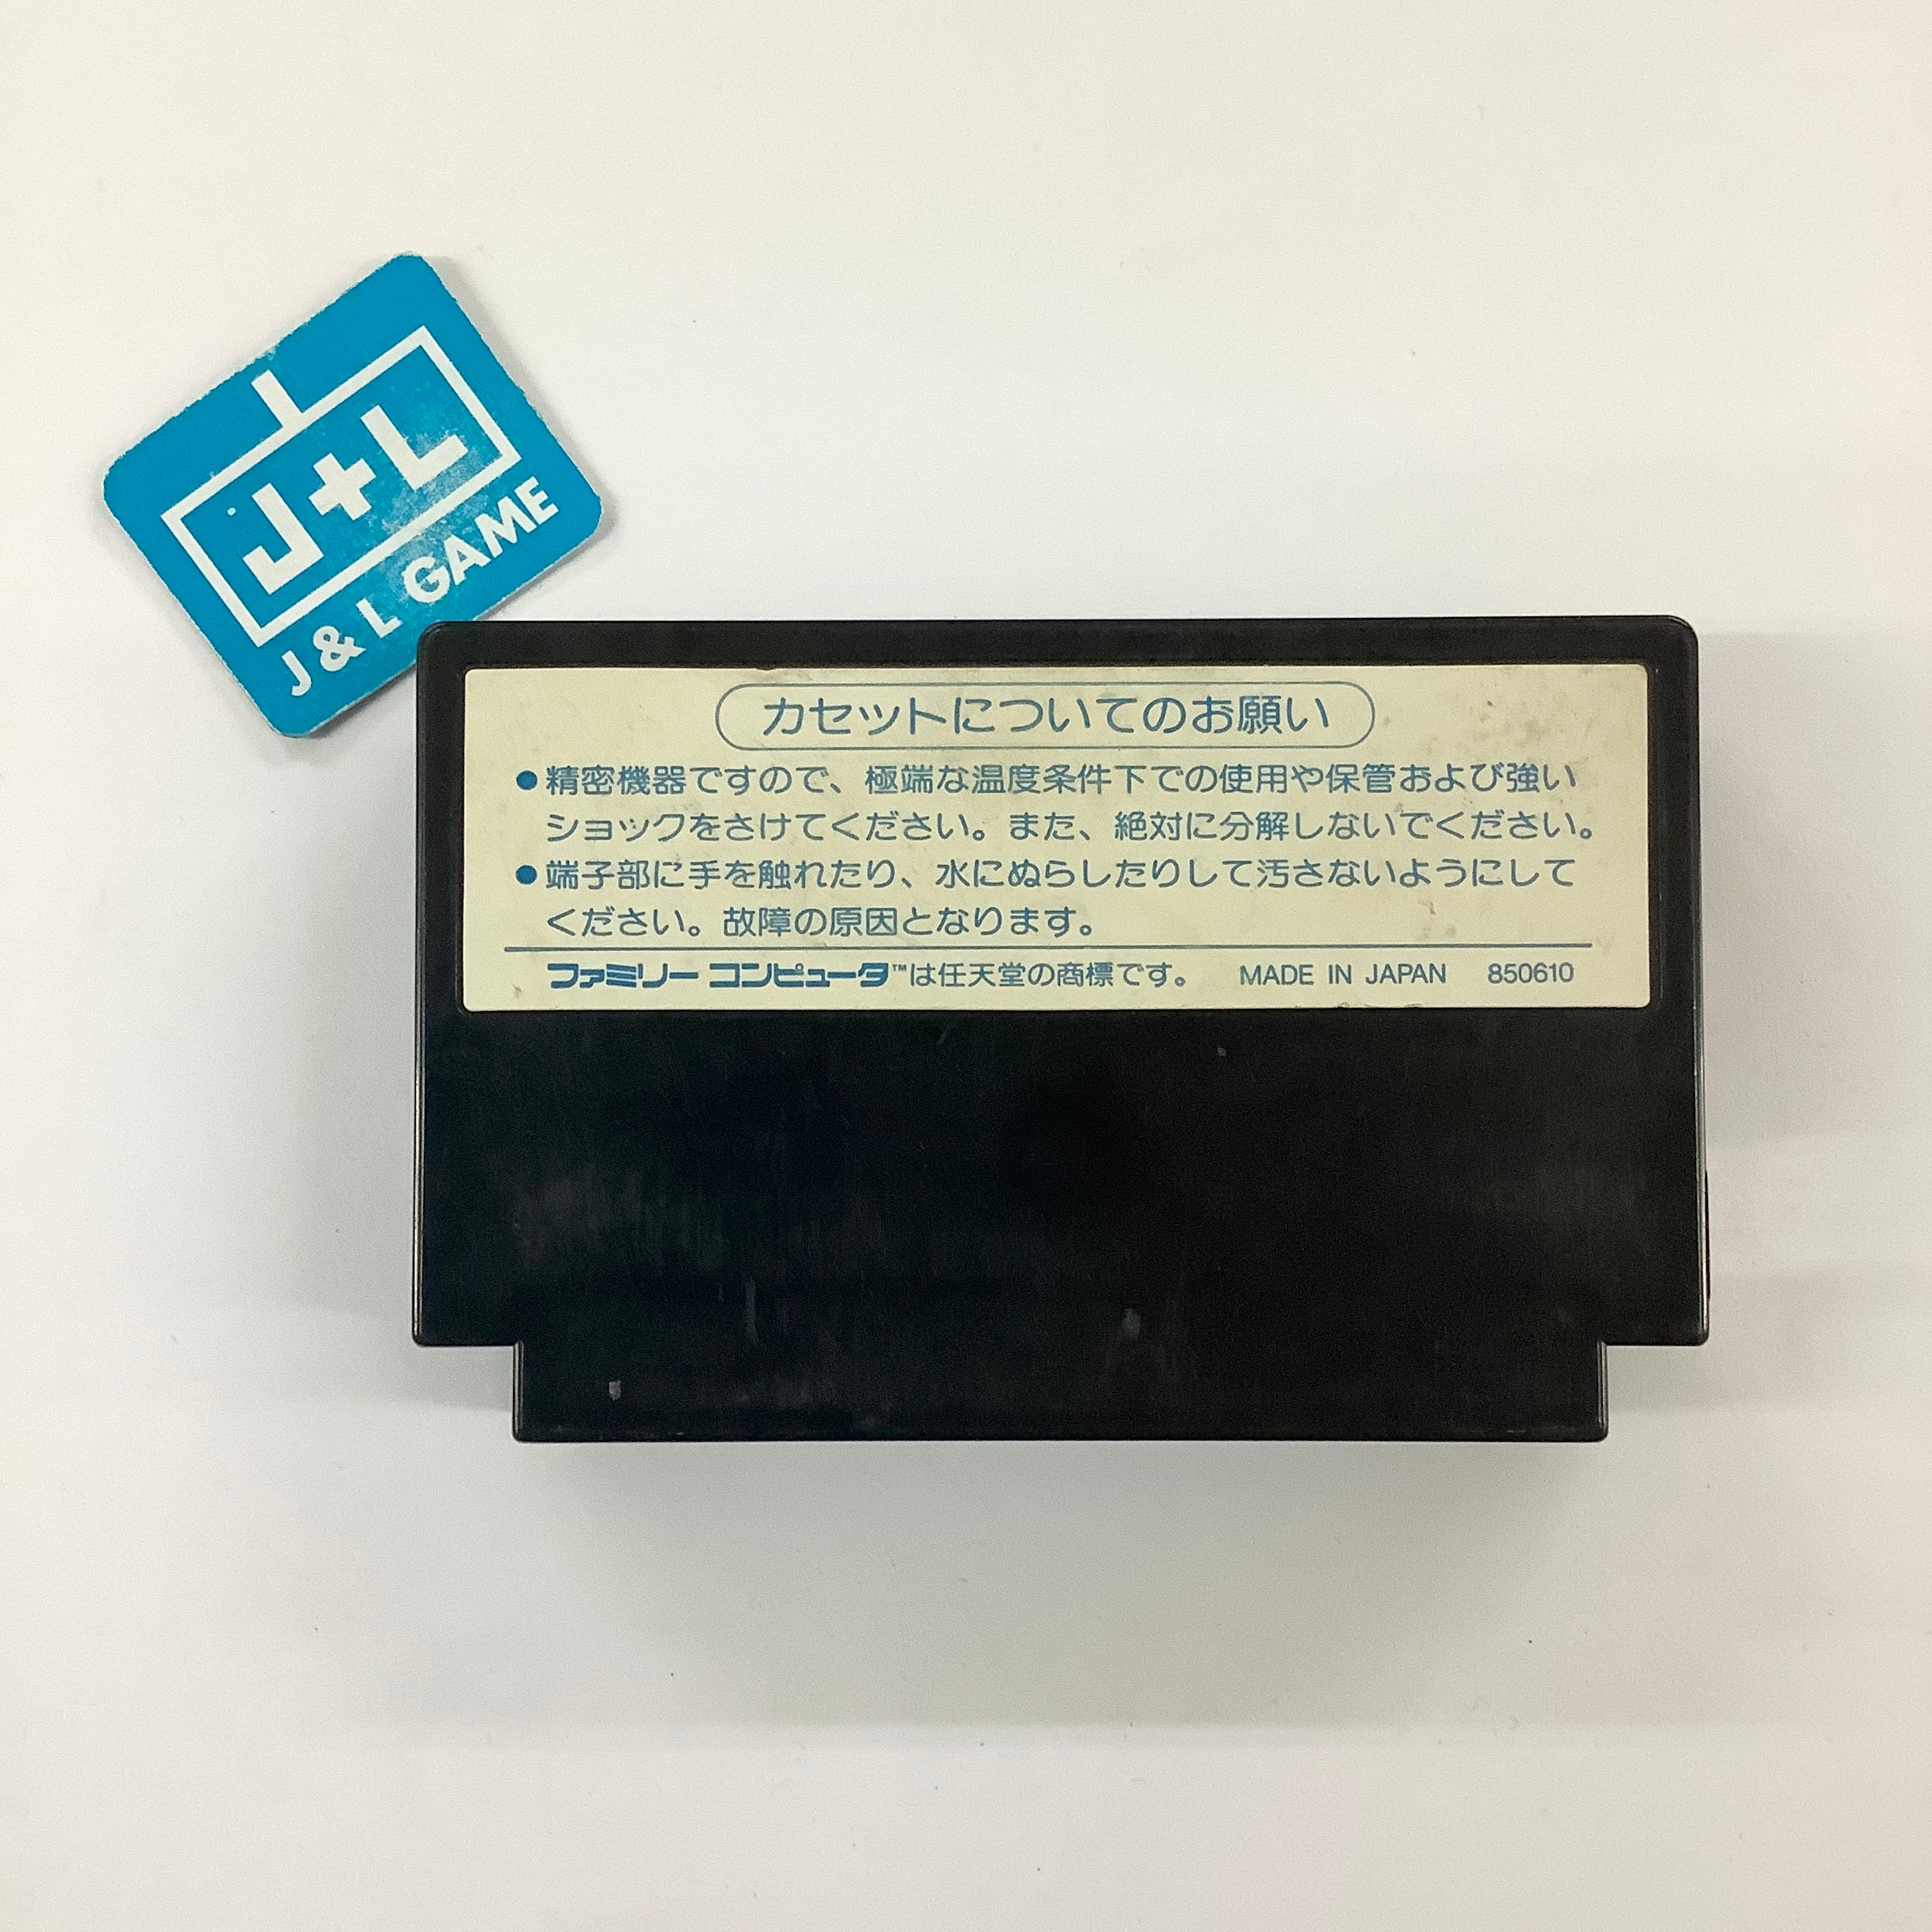 J+L
J & L GAME
カセットについてのお願い
●精密機器ですので、極端な温度条件下での使用や保管および強い
ショックをさけてください。また、絶対に分解しないでください。
●端子部に手を触れたり、水にぬらしたりして汚さないようにして
ください。故障の原因となります。
ファミリー コンピュータ™は任天堂の商標です。 MADE IN JAPAN 850610